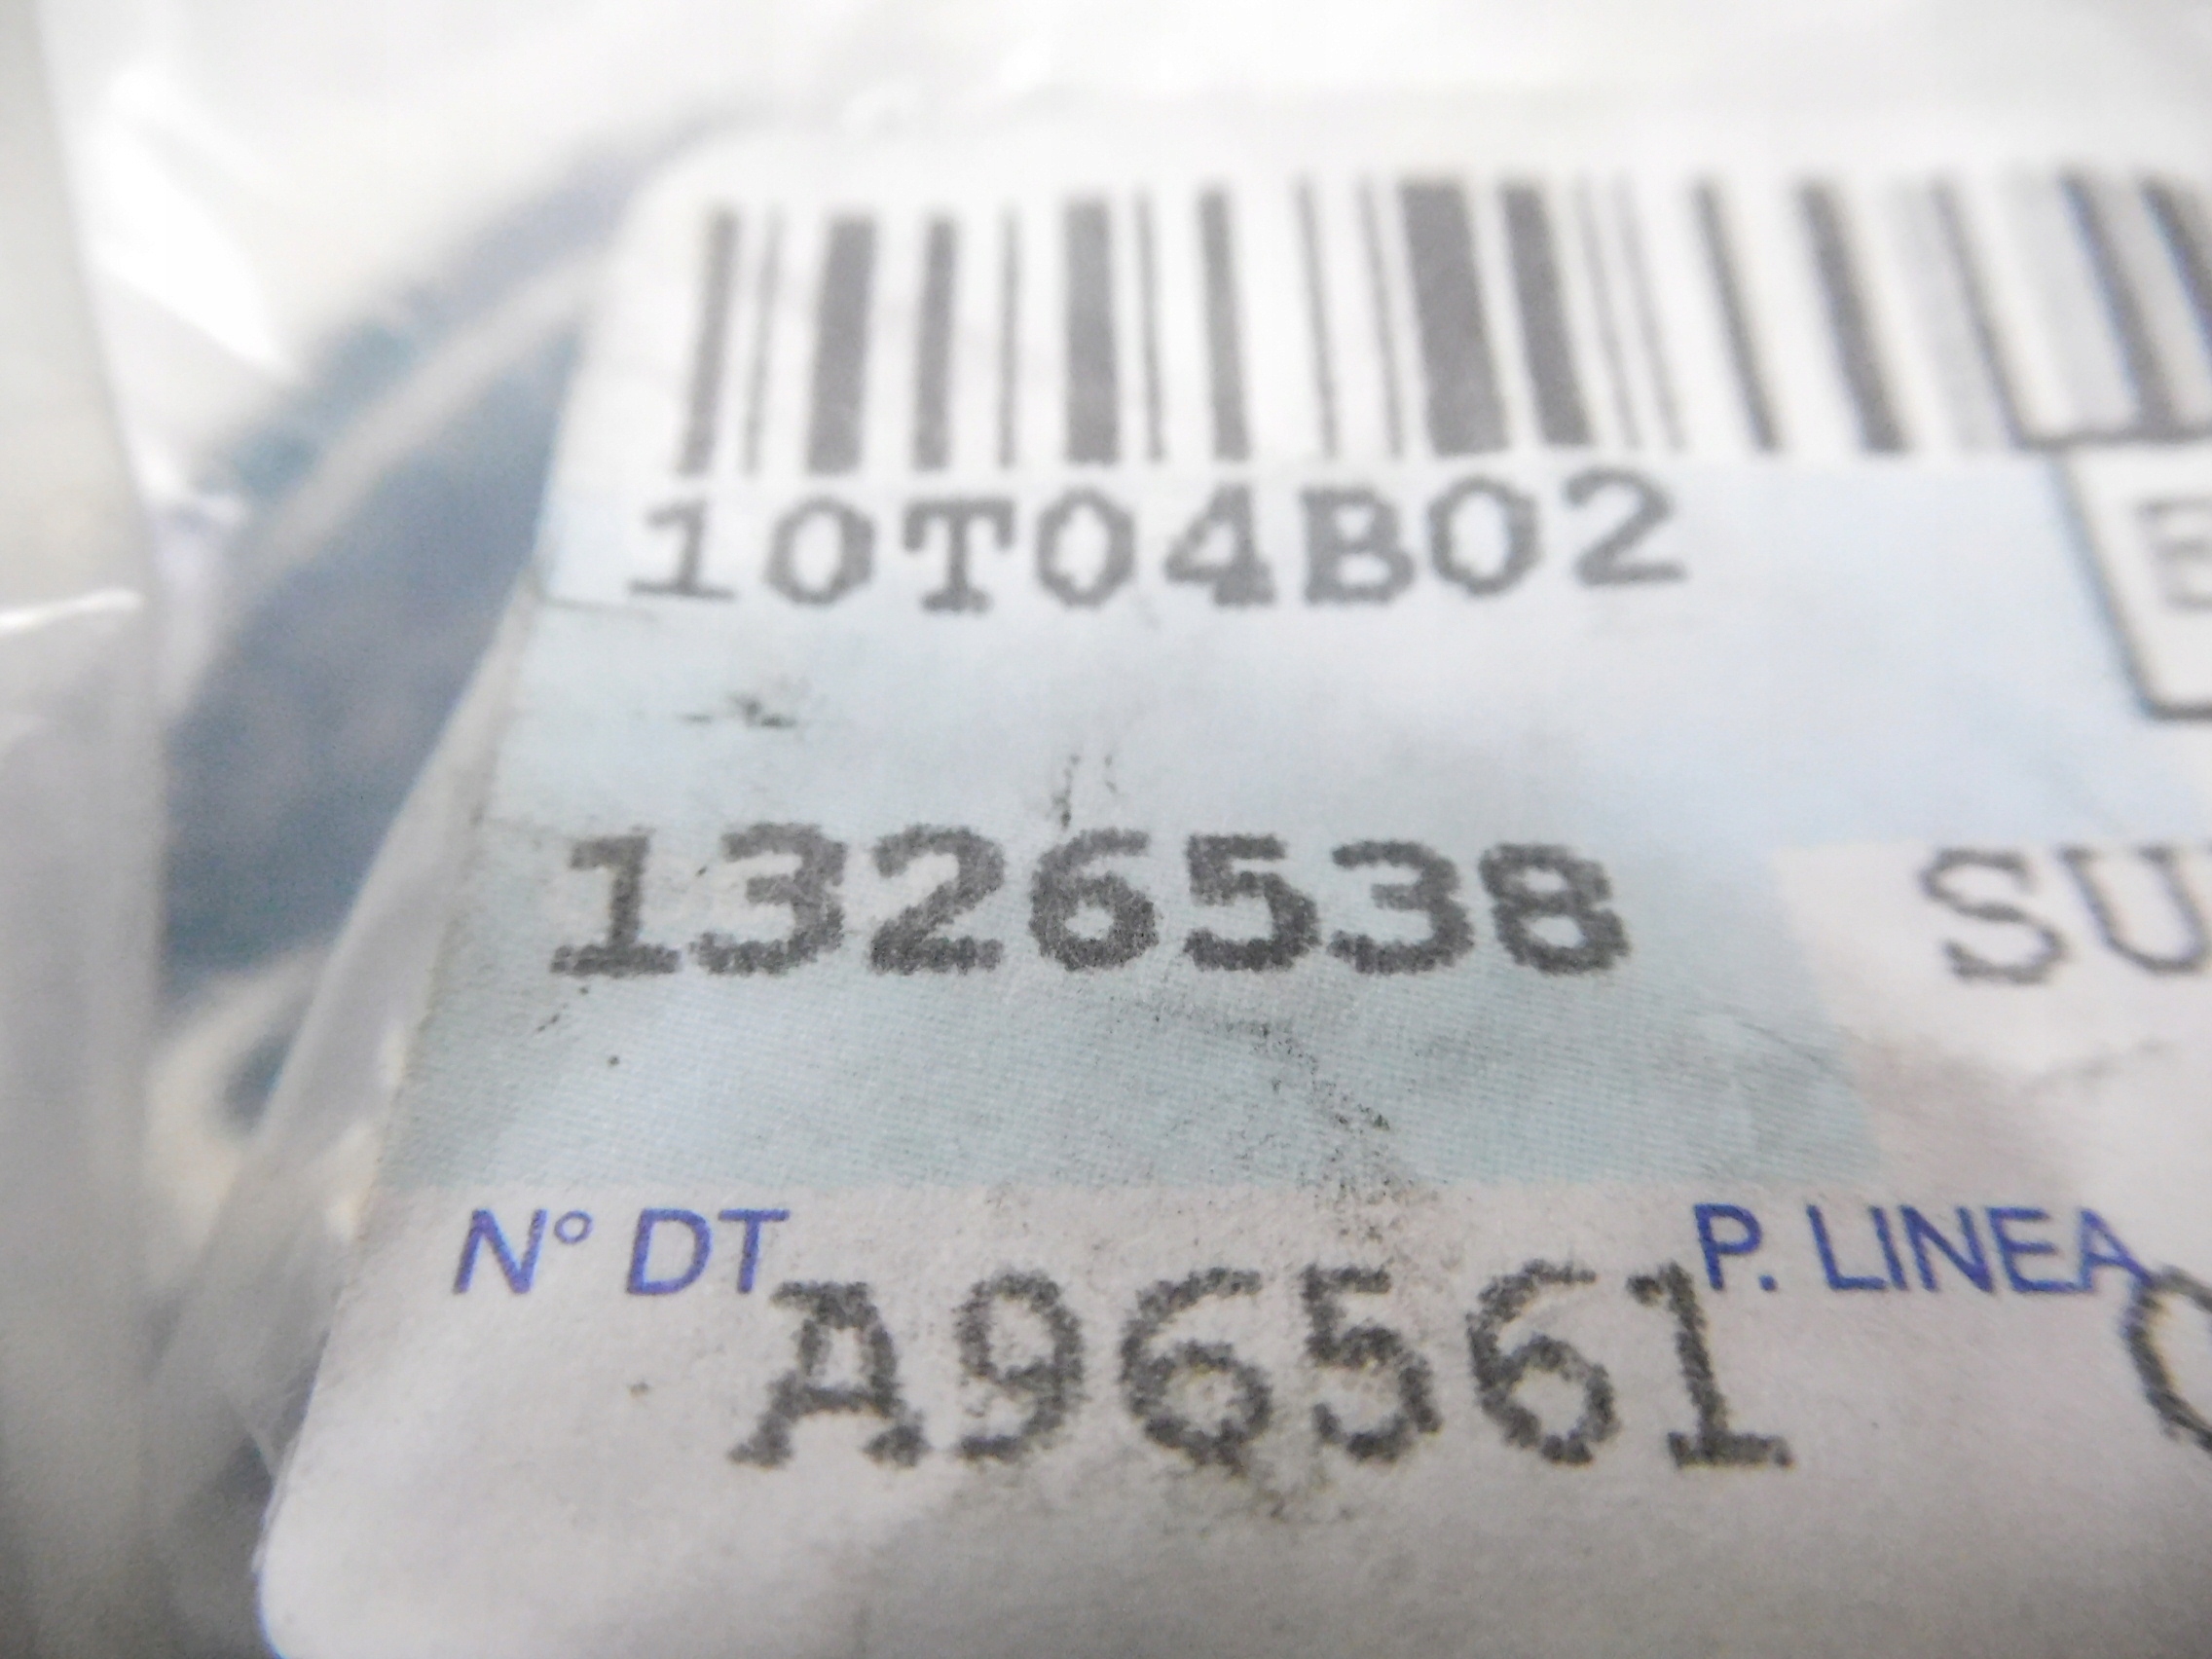 10T04B02
1326538
N° DT
P. LINEA
A96561